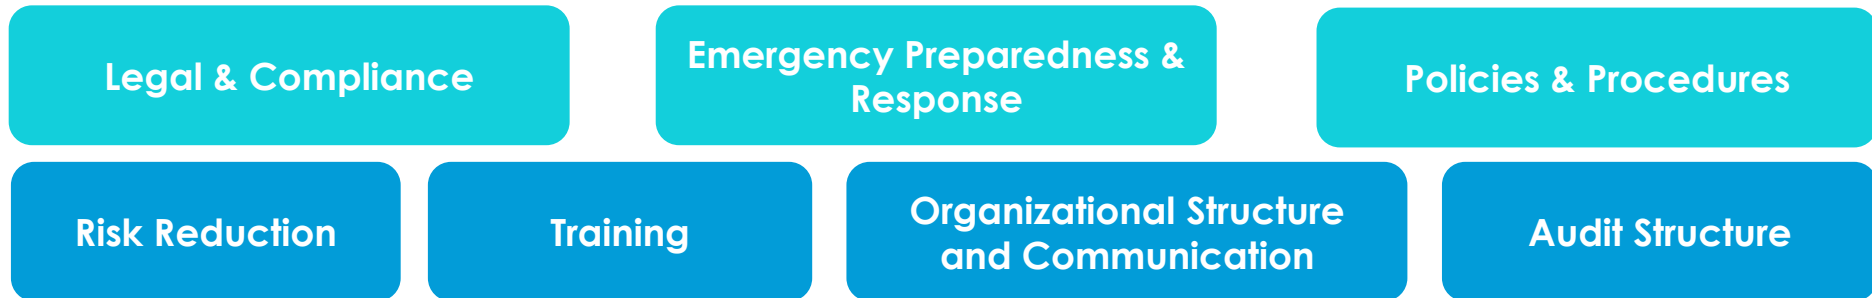 Legal & Compliance
Emergency Preparedness &
Response
Policies & Procedures
Risk Reduction
Training
Organizational Structure
and Communication
Audit Structure